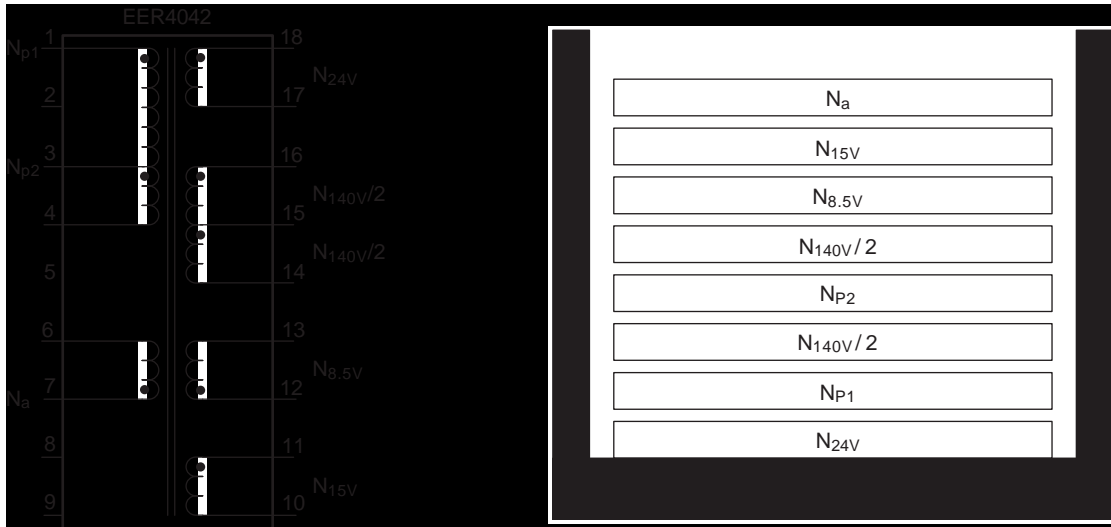 EER4042
Np1 1 18
N24V
2 17
Np2 3 16
N140V/2
4 15
N140V/2
5 14
6 13
N8.5V
Na 7 12
8 11
N15V
9 10
Na
N15V
N8.5V
N140V/2
NP2
N140V/2
NP1
N24V